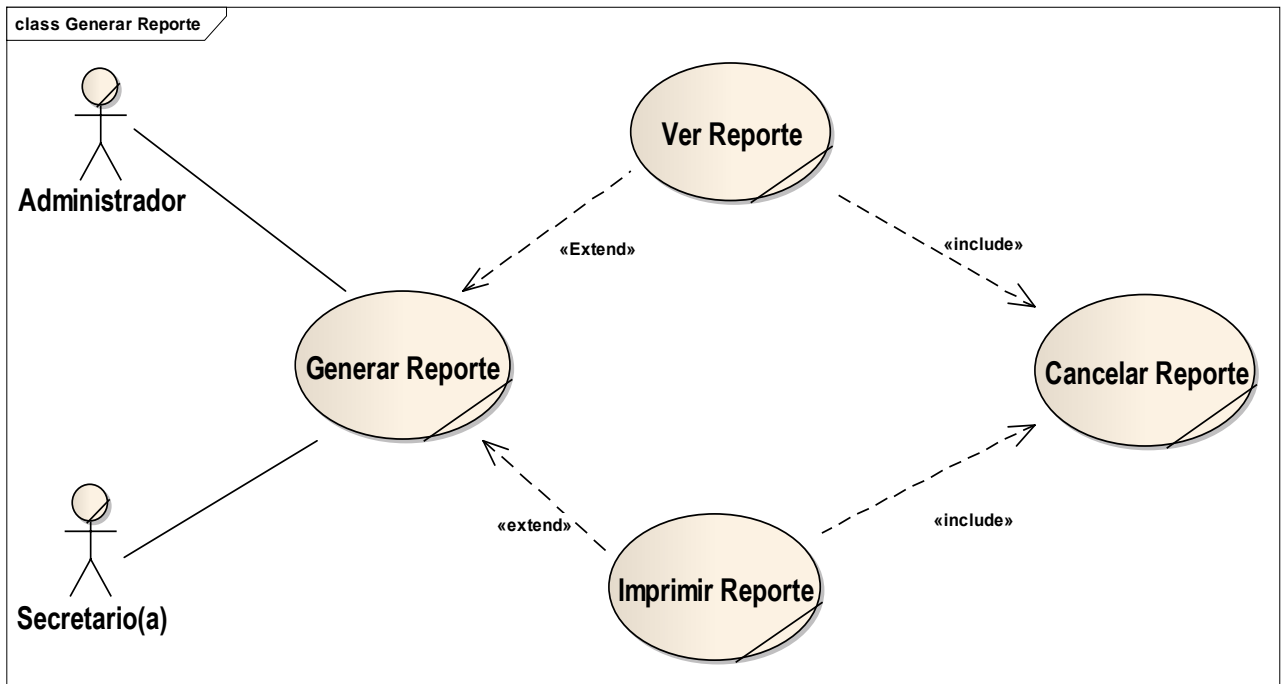 class Generar Reporte
Administrador
Ver Reporte
«Extend»
«include»
Generar Reporte
Cancelar Reporte
«extend»
«include»
Imprimir Reporte
Secretario(a)